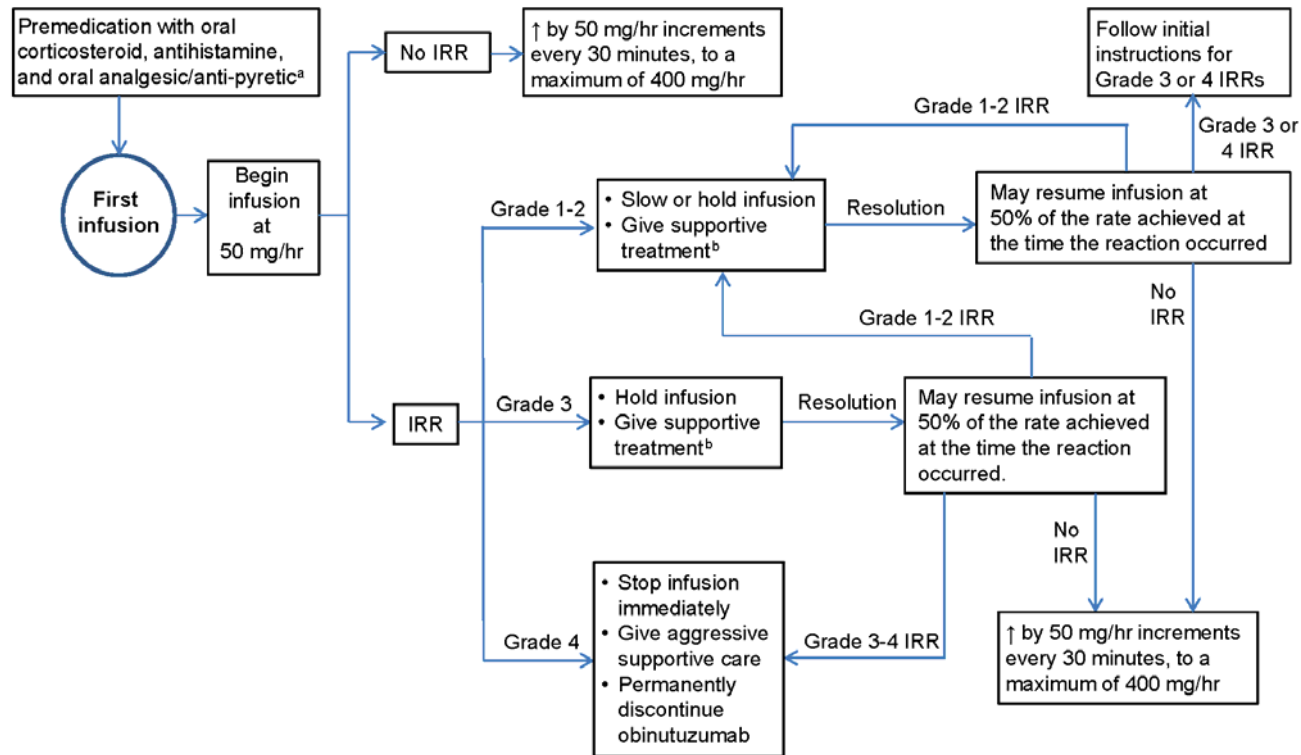 Premedication with oral
corticosteroid, antihistamine,
and oral analgesic/anti-pyreticᵃ
First
infusion
Begin
infusion
at
50 mg/hr
No IRR
↑ by 50 mg/hr increments
every 30 minutes, to a
maximum of 400 mg/hr
IRR
Grade 1-2
• Slow or hold infusion
• Give supportive
treatmentᵇ
Resolution
May resume infusion at
50% of the rate achieved at
the time the reaction occurred
Grade 1-2 IRR
Grade 3 or
4 IRR
Follow initial
instructions for
Grade 3 or 4 IRRs
No
IRR
Grade 3
• Hold infusion
• Give supportive
treatmentᵇ
Resolution
May resume infusion at
50% of the rate achieved
at the time the reaction
occurred.
Grade 1-2 IRR
No
IRR
↑ by 50 mg/hr increments
every 30 minutes, to a
maximum of 400 mg/hr
Grade 3-4 IRR
Grade 4
• Stop infusion
immediately
• Give aggressive
supportive care
• Permanently
discontinue
obinutuzumab